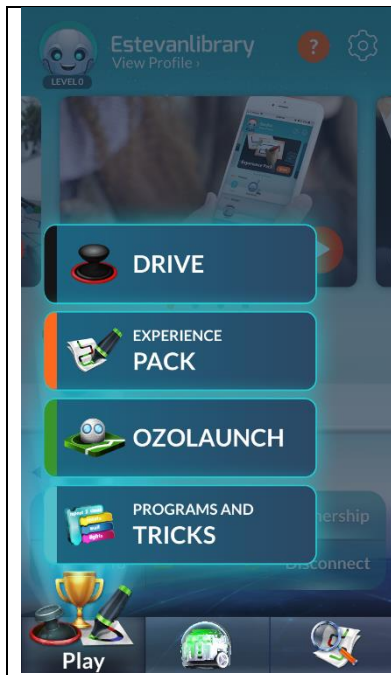 Estevanlibrary
?
View Profile ›
LEVEL 0
DRIVE
EXPERIENCE
PACK
OZOLAUNCH
PROGRAMS AND
TRICKS
nership
Disconnect
Play